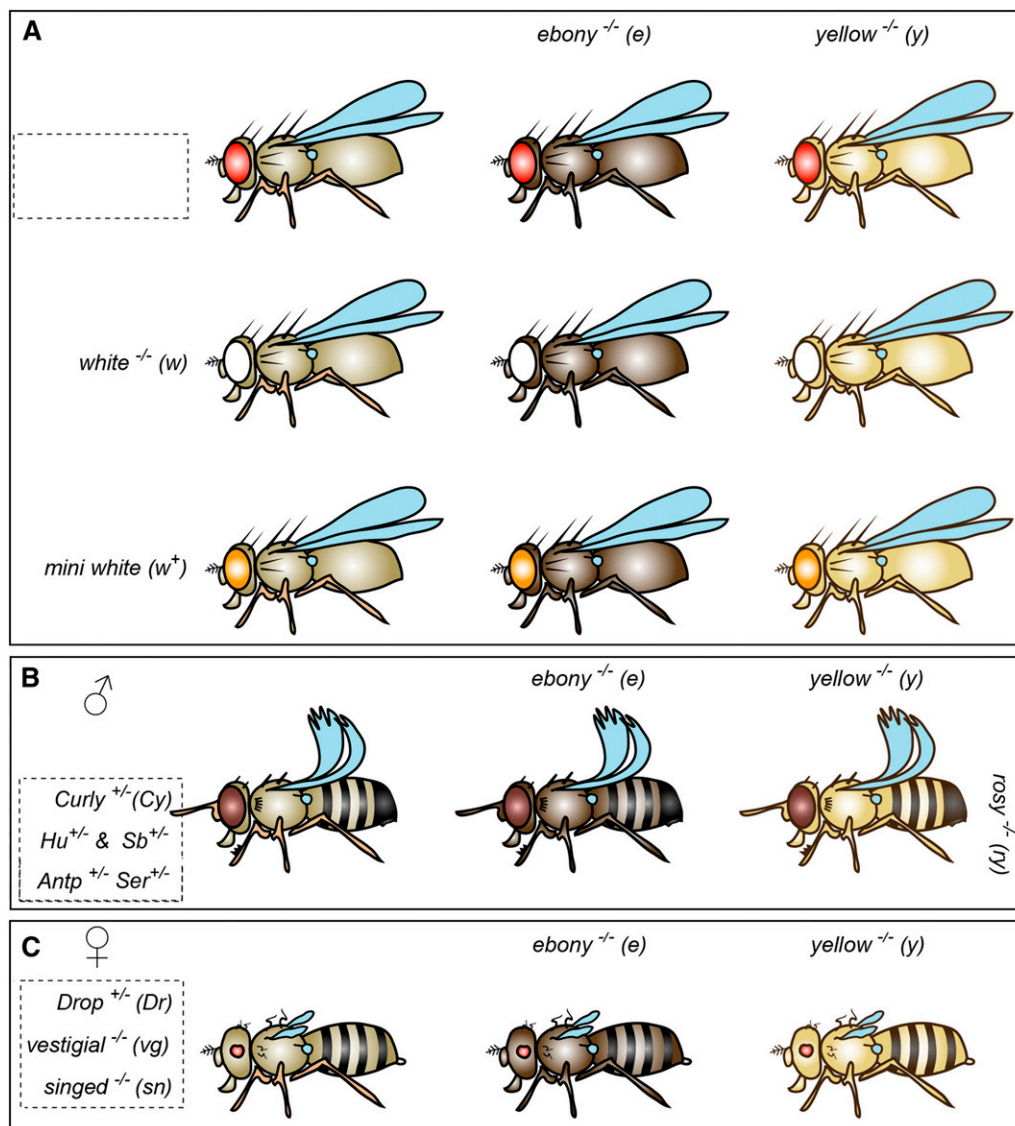 A
ebony -/- (e)
yellow -/- (y)
white -/- (w)
mini white (w+)
B
♂
ebony -/- (e)
yellow -/- (y)
Curly +/- (Cy)
Hu+/- & Sb+/-
Antp +/- Ser+/-
rosy -/- (ry)
C
♀
ebony -/- (e)
yellow -/- (y)
Drop +/- (Dr)
vestigial -/- (vg)
singed -/- (sn)